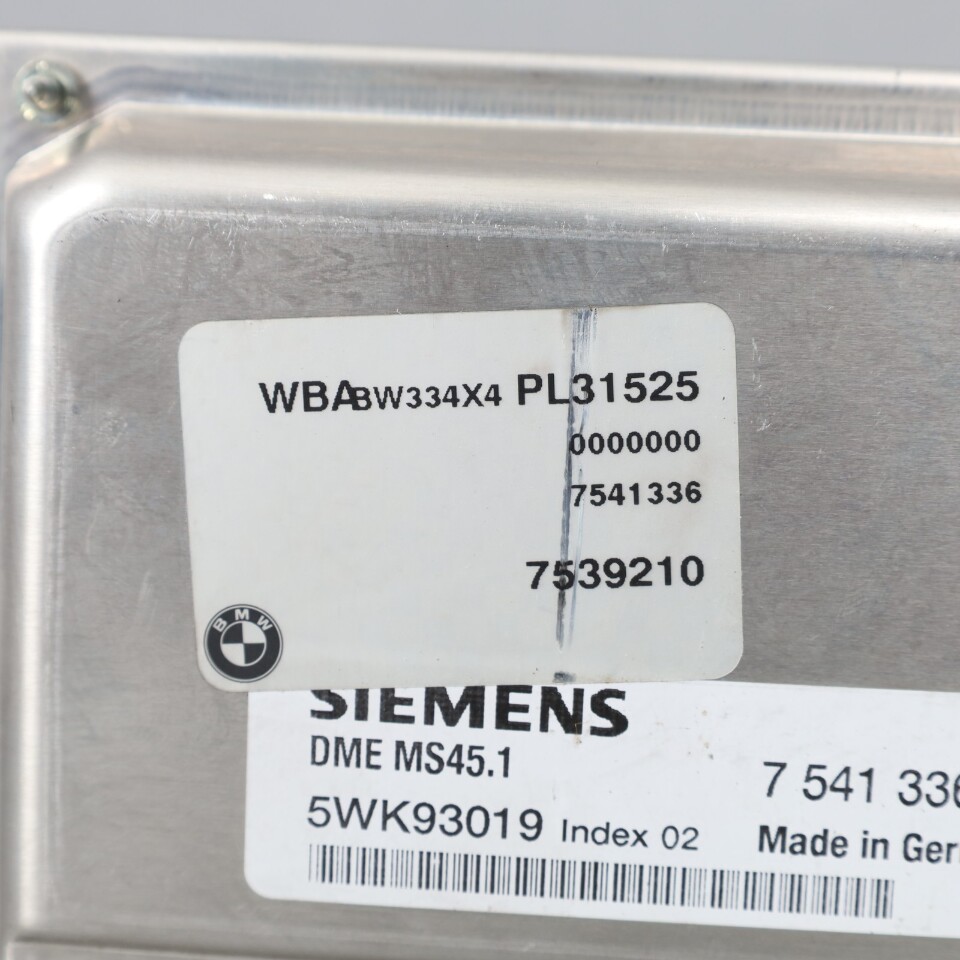 WBABW334X4 PL31525
0000000
7541336
7539210
BMW
SIEMENS
DME MS45.1
7 541 336
5WK93019 Index 02
Made in Ger